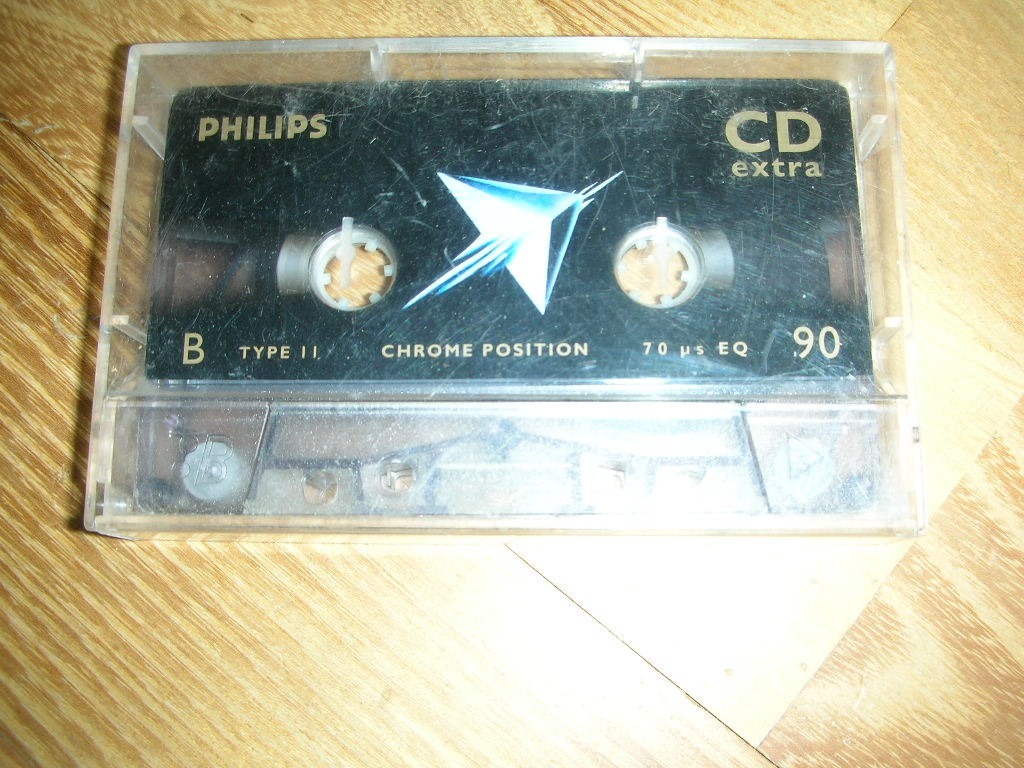 PHILIPS
CD
extra
B TYPE II CHROME POSITION 70 µs EQ 90
B